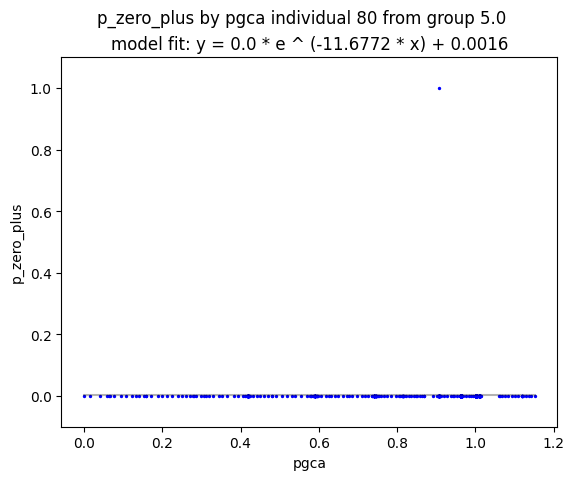 p_zero_plus by pgca individual 80 from group 5.0
model fit: y = 0.0 * e ^ (-11.6772 * x) + 0.0016
1.0
0.8
0.6
0.4
0.2
0.0
p_zero_plus
0.0 0.2 0.4 0.6 0.8 1.0 1.2
pgca